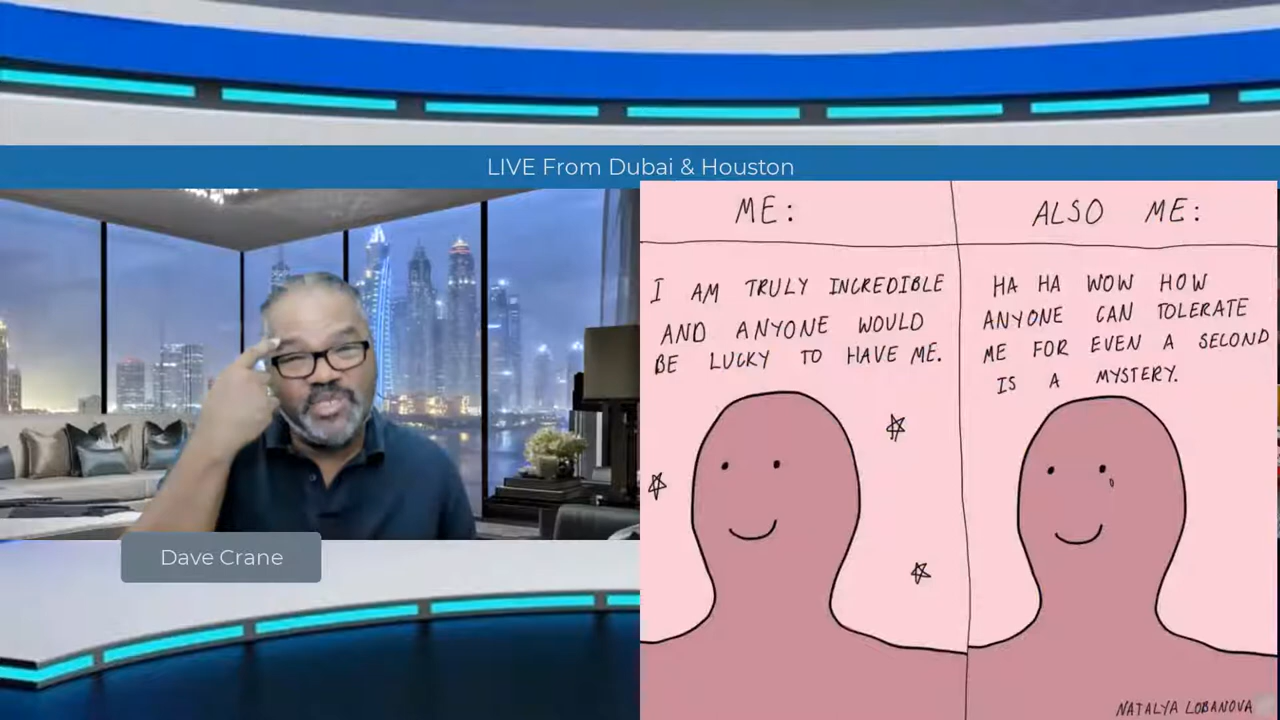 LIVE From Dubai & Houston
Dave Crane
ME:
I AM TRULY INCREDIBLE
AND ANYONE WOULD
BE LUCKY TO HAVE ME.
ALSO ME:
HA HA WOW HOW
ANYONE CAN TOLERATE
ME FOR EVEN A SECOND
IS A MYSTERY.
NATALYA LOBANOVA